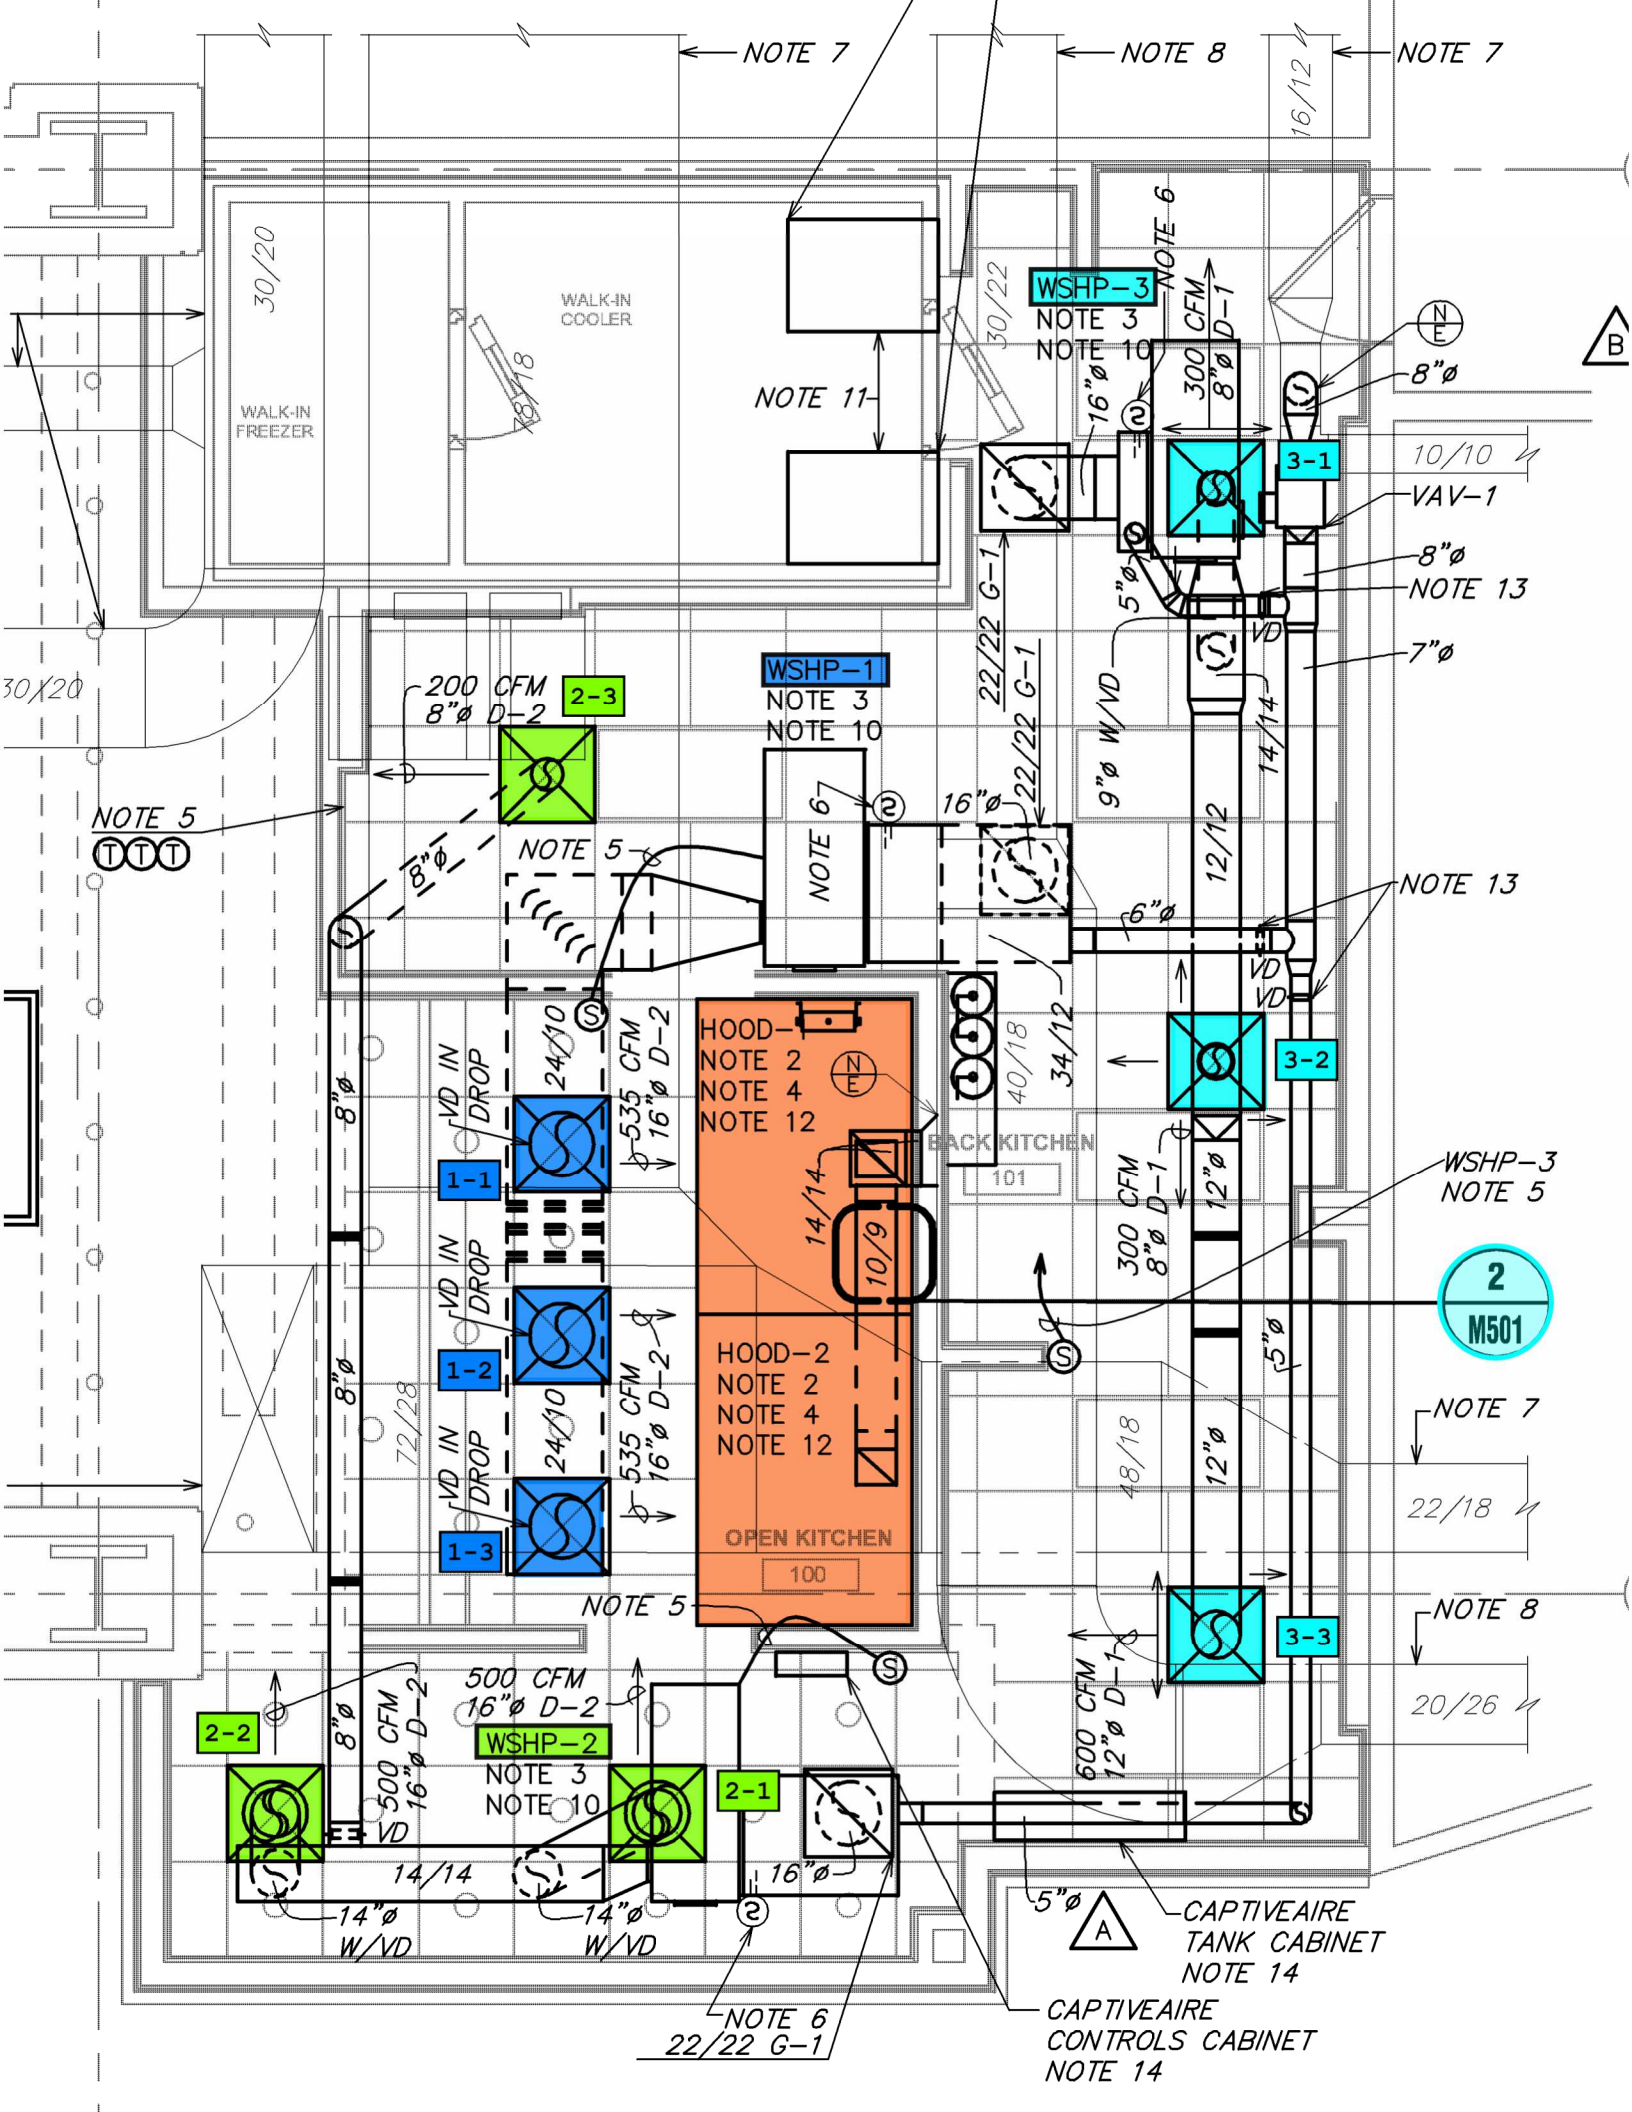 NOTE 7
NOTE 8
NOTE 7
16/12
30/20
WALK-IN
COOLER
WALK-IN
FREEZER
78/18
NOTE 11
30/22
WSHP-3
NOTE 3
NOTE 10
NOTE 6
300 CFM
8"ø D-1
16"ø
S
N
E
8"ø
B
3-1
10/10
VAV-1
8"ø
NOTE 13
5"ø
VD
22/22 G-1
7"ø
30/20
200 CFM
8"ø D-2
2-3
WSHP-1
NOTE 3
NOTE 10
22/22 G-1
9"ø W/VD
14/14
NOTE 5
T T T
8"ø
NOTE 5
NOTE 6
S
16"ø
12/12
NOTE 13
6"ø
VD
VD
S
24/10
535 CFM
16"ø D-2
VD IN
DROP
8"ø
HOOD-1
NOTE 2
NOTE 4
NOTE 12
N
E
40/18
34/12
3-2
BACK KITCHEN
101
1-1
14/14
10/9
300 CFM
8"ø D-1
12"ø
WSHP-3
NOTE 5
VD IN
DROP
1-2
8"ø
72/28
24/10
535 CFM
16"ø D-2
HOOD-2
NOTE 2
NOTE 4
NOTE 12
S
5"ø
2
M501
NOTE 7
22/18
VD IN
DROP
1-3
535 CFM
16"ø D-2
48/18
12"ø
OPEN KITCHEN
100
NOTE 5
S
NOTE 8
20/26
3-3
600 CFM
12"ø D-1
2-2
8"ø
500 CFM
16"ø D-2
500 CFM
16"ø D-2
WSHP-2
NOTE 3
NOTE 10
2-1
VD
14/14
14"ø
W/VD
14"ø
W/VD
16"ø
S
5"ø
A
CAPTIVEAIRE
TANK CABINET
NOTE 14
NOTE 6
22/22 G-1
CAPTIVEAIRE
CONTROLS CABINET
NOTE 14